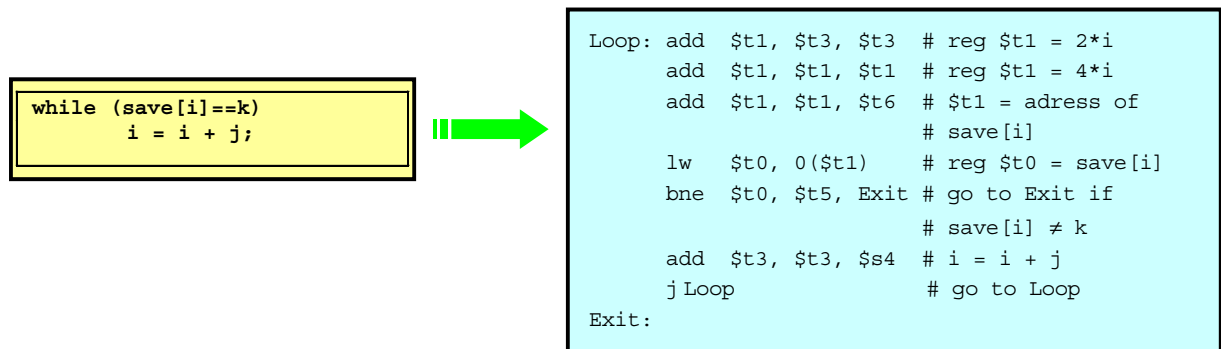 while (save[i]==k)
i = i + j;
Loop: add $t1, $t3, $t3 # reg $t1 = 2*i
add $t1, $t1, $t1 # reg $t1 = 4*i
add $t1, $t1, $t6 # $t1 = adress of
# save[i]
lw $t0, 0($t1) # reg $t0 = save[i]
bne $t0, $t5, Exit # go to Exit if
# save[i] ≠ k
add $t3, $t3, $s4 # i = i + j
j Loop # go to Loop
Exit: